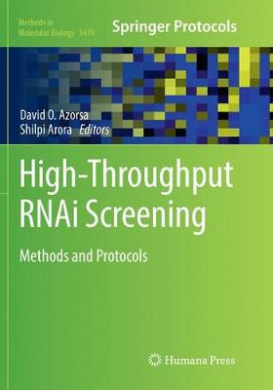 Methods in
Molecular Biology 1470
Springer Protocols
David O. Azorsa
Shilpi Arora Editors
High-Throughput
RNAi Screening
Methods and Protocols
Humana Press